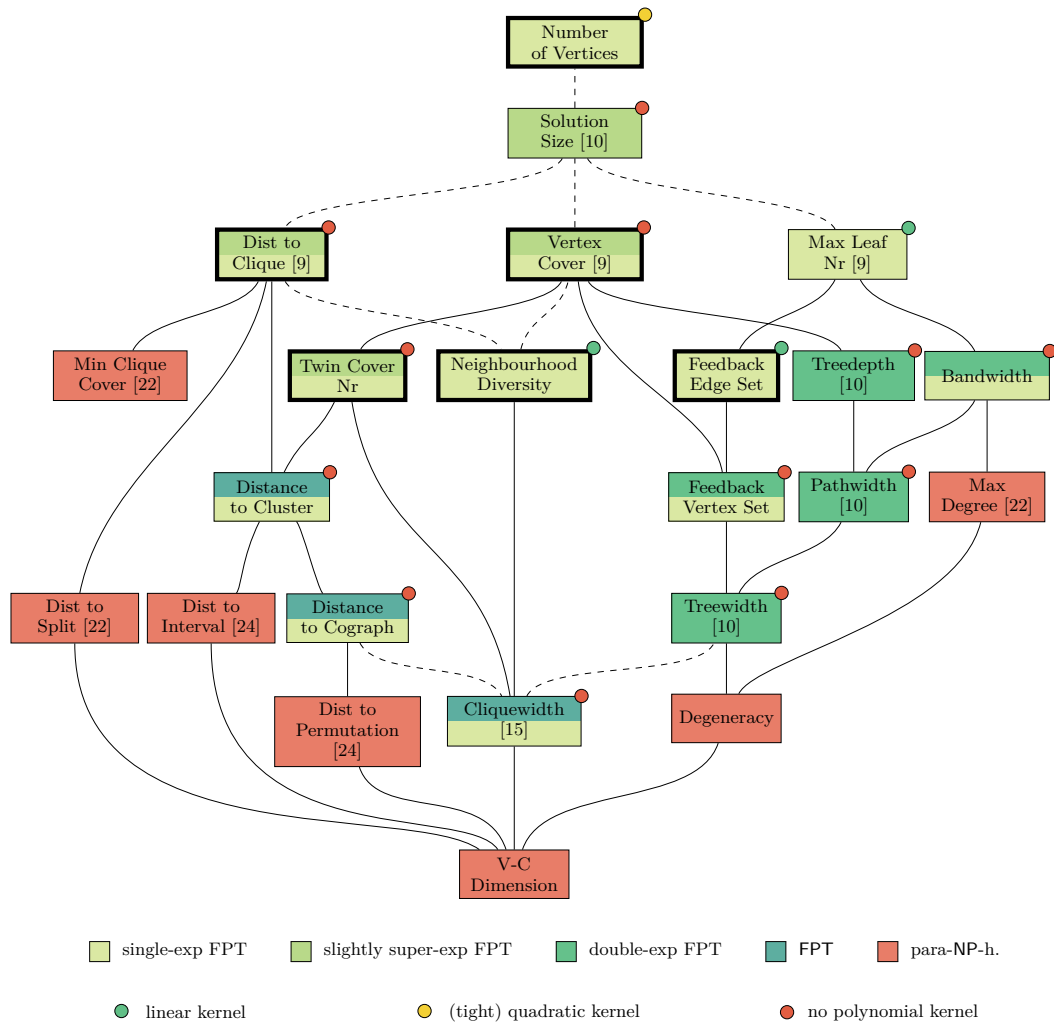 Number
of Vertices
Solution
Size [10]
Dist to
Clique [9]
Vertex
Cover [9]
Max Leaf
Nr [9]
Min Clique
Cover [22]
Twin Cover
Nr
Neighbourhood
Diversity
Feedback
Edge Set
Treedepth
[10]
Bandwidth
Distance
to Cluster
Feedback
Vertex Set
Pathwidth
[10]
Max
Degree [22]
Dist to
Split [22]
Dist to
Interval [24]
Distance
to Cograph
Treewidth
[10]
Dist to
Permutation
[24]
Cliquewidth
[15]
Degeneracy
V-C
Dimension
single-exp FPT
slightly super-exp FPT
double-exp FPT
FPT
para-NP-h.
linear kernel
(tight) quadratic kernel
no polynomial kernel